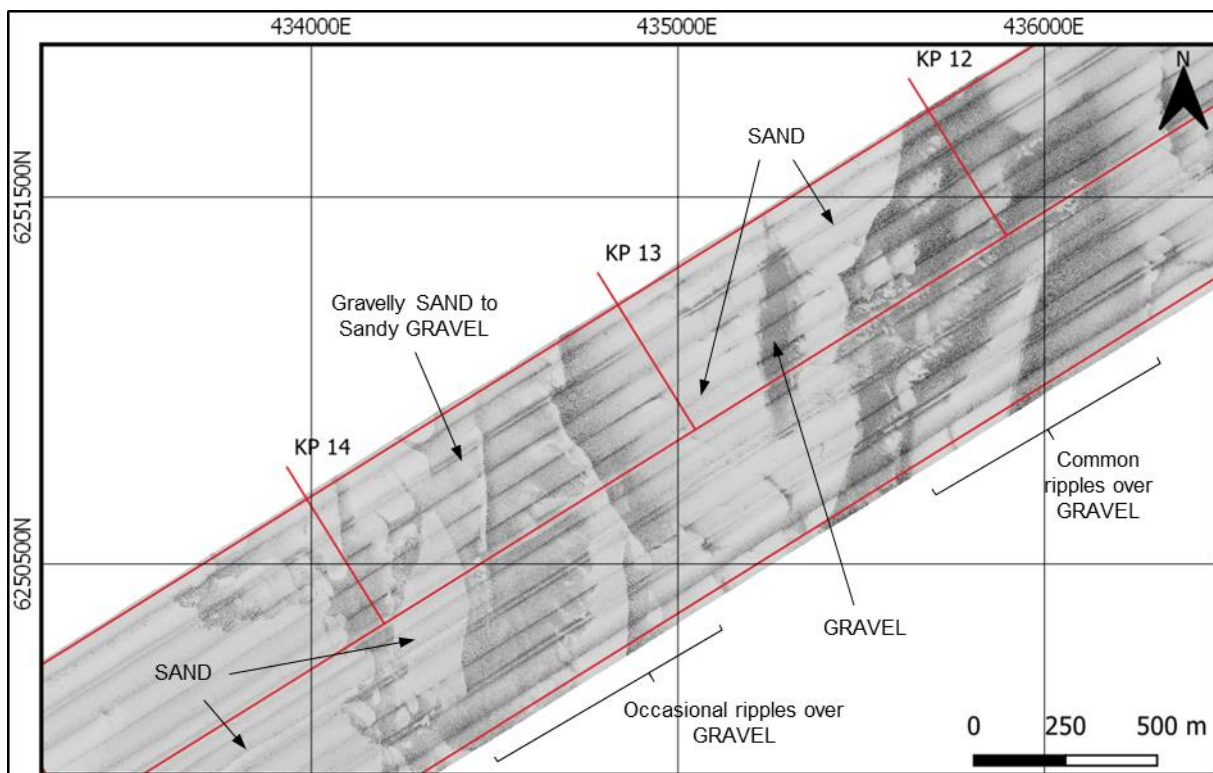 434000E
435000E
436000E
KP 12
N
SAND
6251500N
KP 13
Gravelly SAND to
Sandy GRAVEL
KP 14
Common
ripples over
GRAVEL
6250500N
GRAVEL
SAND
Occasional ripples over
GRAVEL
0 250 500 m